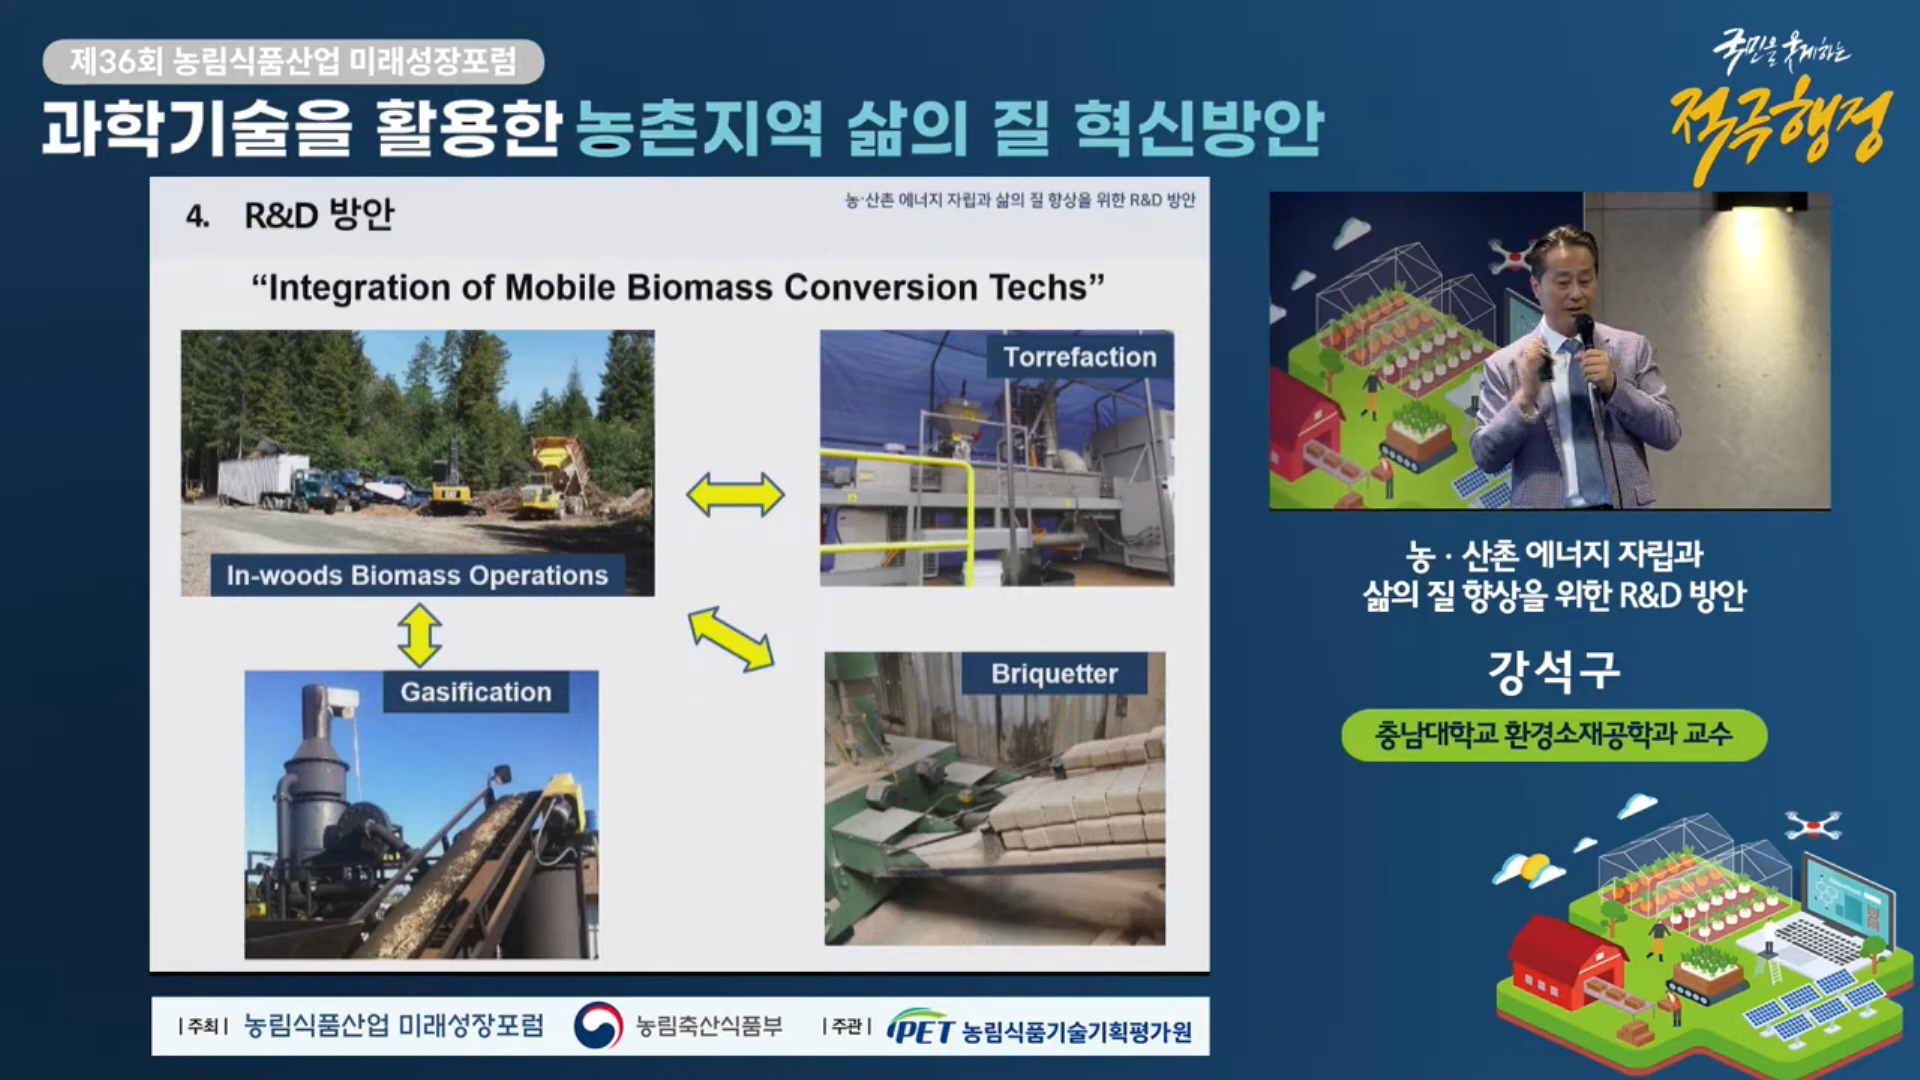 제36회 농림식품산업 미래성장포럼
과학기술을 활용한 농촌지역 삶의 질 혁신방안
국민을 웃게하는
적극행정
4. R&D 방안
농·산촌 에너지 자립과 삶의 질 향상을 위한 R&D 방안
“Integration of Mobile Biomass Conversion Techs”
In-woods Biomass Operations
Torrefaction
Gasification
Briquetter
농 · 산촌 에너지 자립과
삶의 질 향상을 위한 R&D 방안
강석구
충남대학교 환경소재공학과 교수
|주최| 농림식품산업 미래성장포럼 농림축산식품부 |주관| iPET 농림식품기술기획평가원